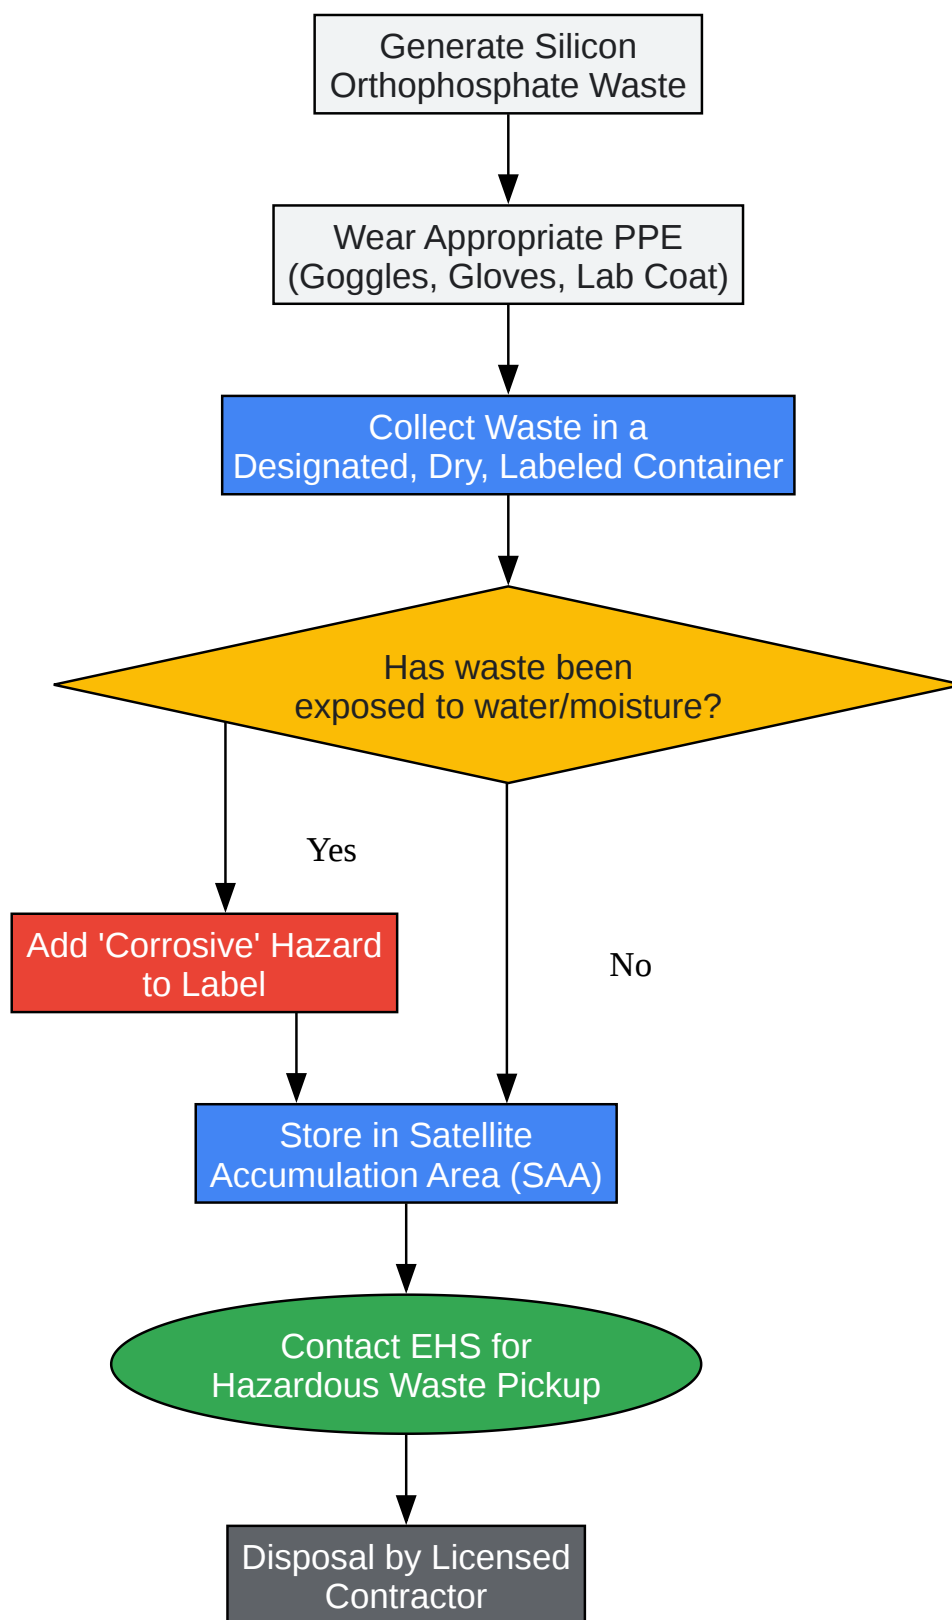 Generate Silicon
Orthophosphate Waste
Wear Appropriate PPE
(Goggles, Gloves, Lab Coat)
Collect Waste in a
Designated, Dry, Labeled Container
Has waste been
exposed to water/moisture?
Yes
Add 'Corrosive' Hazard
to Label
No
Store in Satellite
Accumulation Area (SAA)
Contact EHS for
Hazardous Waste Pickup
Disposal by Licensed
Contractor